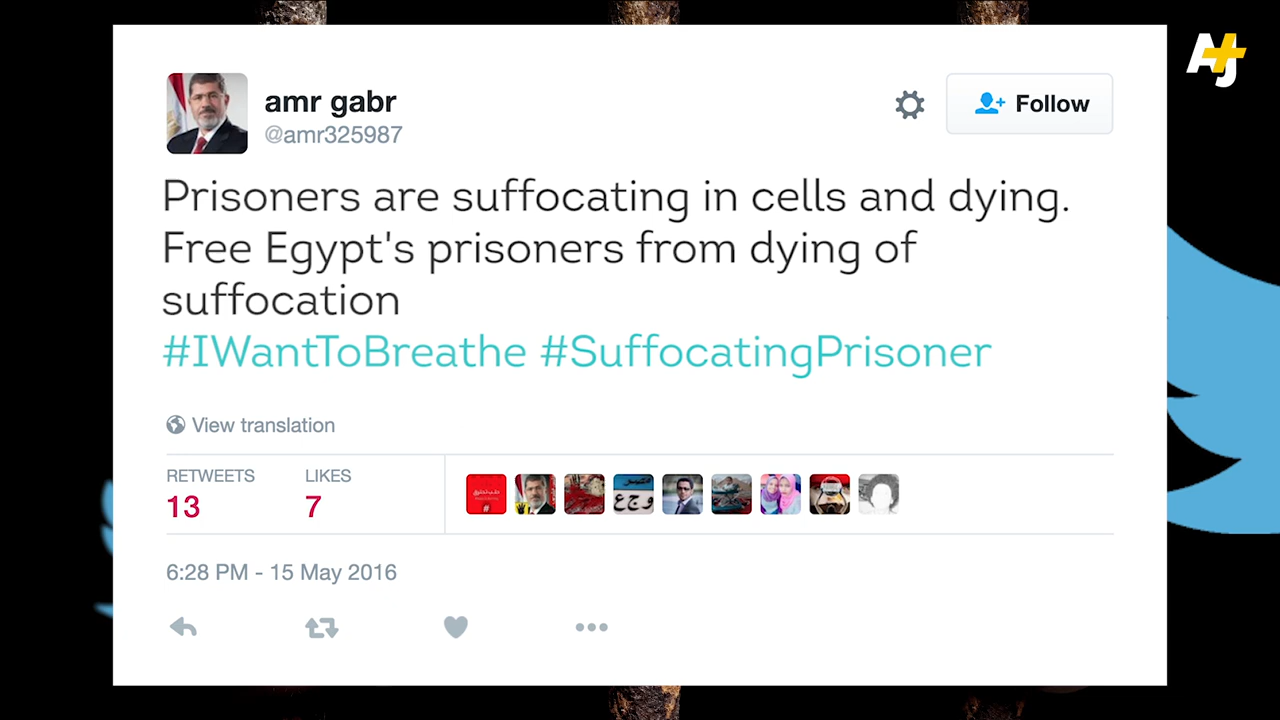 AJ+
amr gabr
@amr325987
Follow
Prisoners are suffocating in cells and dying.
Free Egypt's prisoners from dying of
suffocation
#IWantToBreathe #SuffocatingPrisoner
View translation
RETWEETS LIKES
13 7
وجع
6:28 PM - 15 May 2016